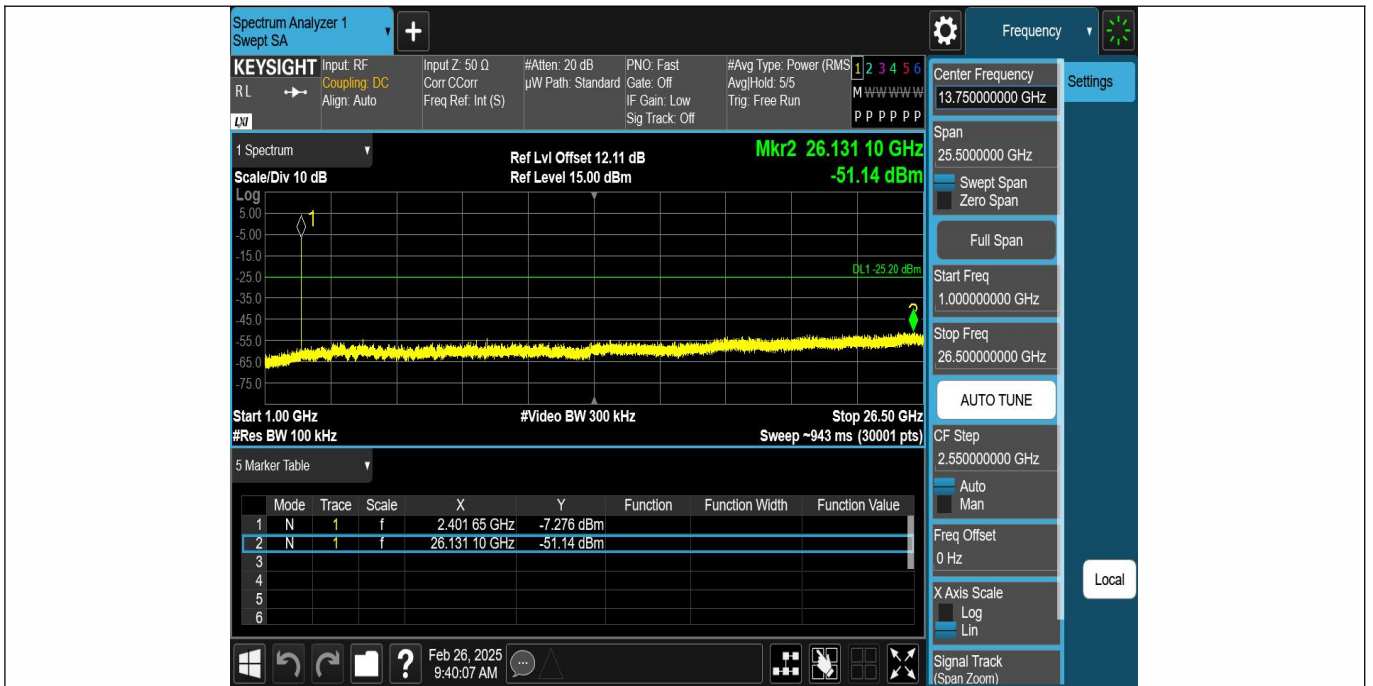 Spectrum Analyzer 1
Swept SA
+
Frequency
KEYSIGHT
RL
LXI
Input: RF
Coupling: DC
Align: Auto
Input Z: 50 Ω
Corr CCorr
Freq Ref: Int (S)
#Atten: 20 dB
µW Path: Standard
PNO: Fast
Gate: Off
IF Gain: Low
Sig Track: Off
#Avg Type: Power (RMS
Avg|Hold: 5/5
Trig: Free Run
1 2 3 4 5 6
M W W W W W
P P P P P P
1 Spectrum
Scale/Div 10 dB
Ref Lvl Offset 12.11 dB
Ref Level 15.00 dBm
Mkr2 26.131 10 GHz
-51.14 dBm
Log
5.00
-5.00
-15.0
-25.0
-35.0
-45.0
-55.0
-65.0
-75.0
1
DL1 -25.20 dBm
2
Start 1.00 GHz
#Res BW 100 kHz
#Video BW 300 kHz
Stop 26.50 GHz
Sweep ~943 ms (30001 pts)
5 Marker Table
Mode Trace Scale X Y Function Function Width Function Value
1 N 1 f 2.401 65 GHz -7.276 dBm
2 N 1 f 26.131 10 GHz -51.14 dBm
3
4
5
6
?
Feb 26, 2025
9:40:07 AM
Center Frequency
13.750000000 GHz
Settings
Span
25.5000000 GHz
Swept Span
Zero Span
Full Span
Start Freq
1.000000000 GHz
Stop Freq
26.500000000 GHz
AUTO TUNE
CF Step
2.550000000 GHz
Auto
Man
Freq Offset
0 Hz
X Axis Scale
Log
Lin
Local
Signal Track
(Span Zoom)